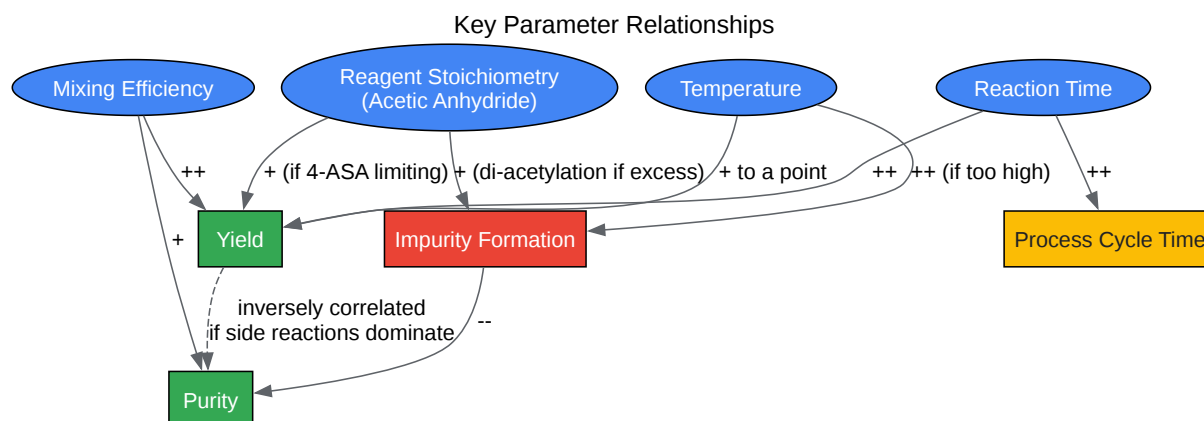 Key Parameter Relationships
Mixing Efficiency
Reagent Stoichiometry
(Acetic Anhydride)
Temperature
Reaction Time
++
+ (if 4-ASA limiting)
+ (di-acetylation if excess)
+ to a point
++
++ (if too high)
++
+
Yield
Impurity Formation
Process Cycle Time
inversely correlated
if side reactions dominate
--
Purity